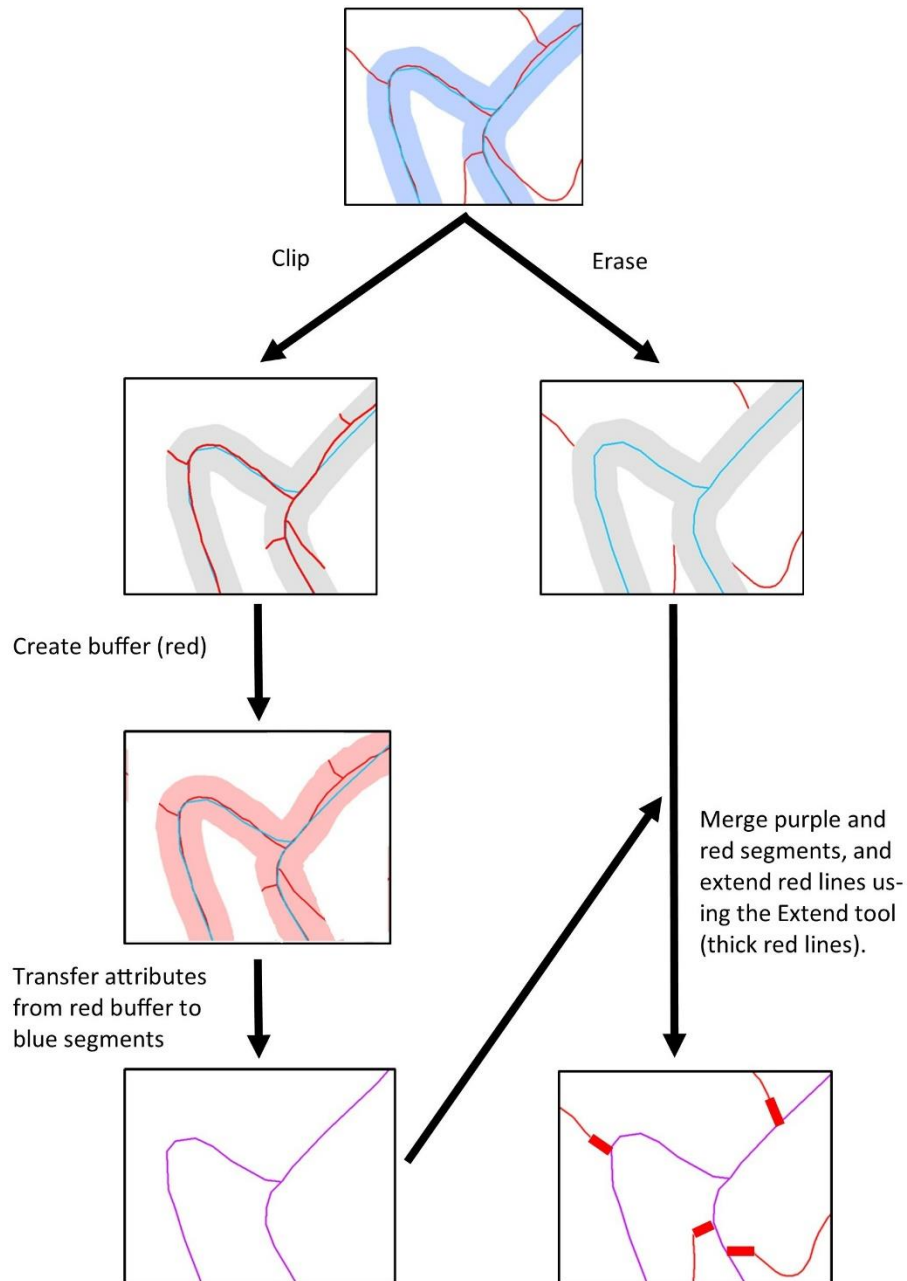 Clip
Erase
Create buffer (red)
Merge purple and
red segments, and
extend red lines us-
ing the Extend tool
(thick red lines).
Transfer attributes
from red buffer to
blue segments